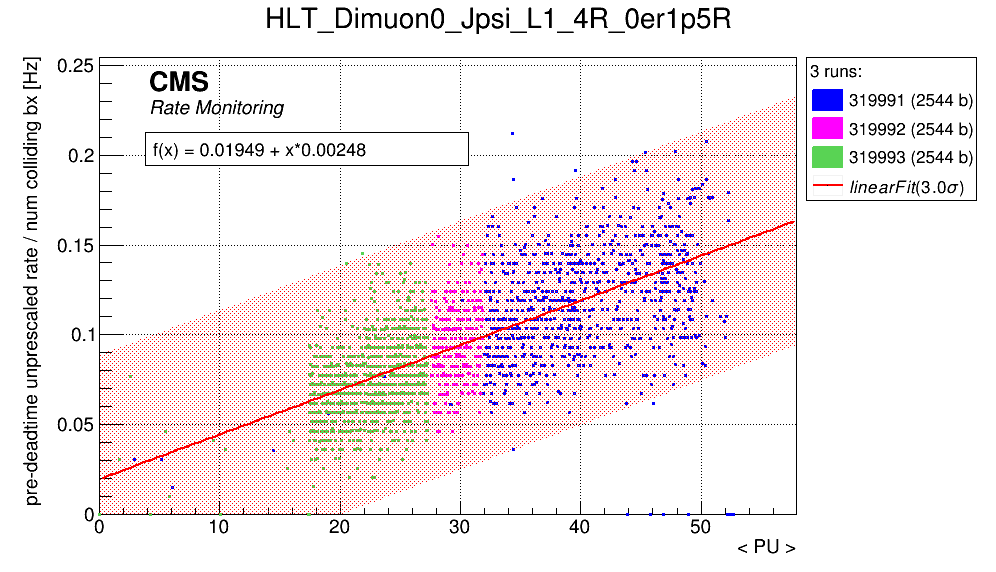 HLT_Dimuon0_Jpsi_L1_4R_0er1p5R
pre-deadtime unprescaled rate / num colliding bx [Hz]
0.25
0.2
0.15
0.1
0.05
0
CMS
Rate Monitoring
f(x) = 0.01949 + x*0.00248
3 runs:
319991 (2544 b)
319992 (2544 b)
319993 (2544 b)
linearFit(3.0σ)
0 10 20 30 40 50
< PU >